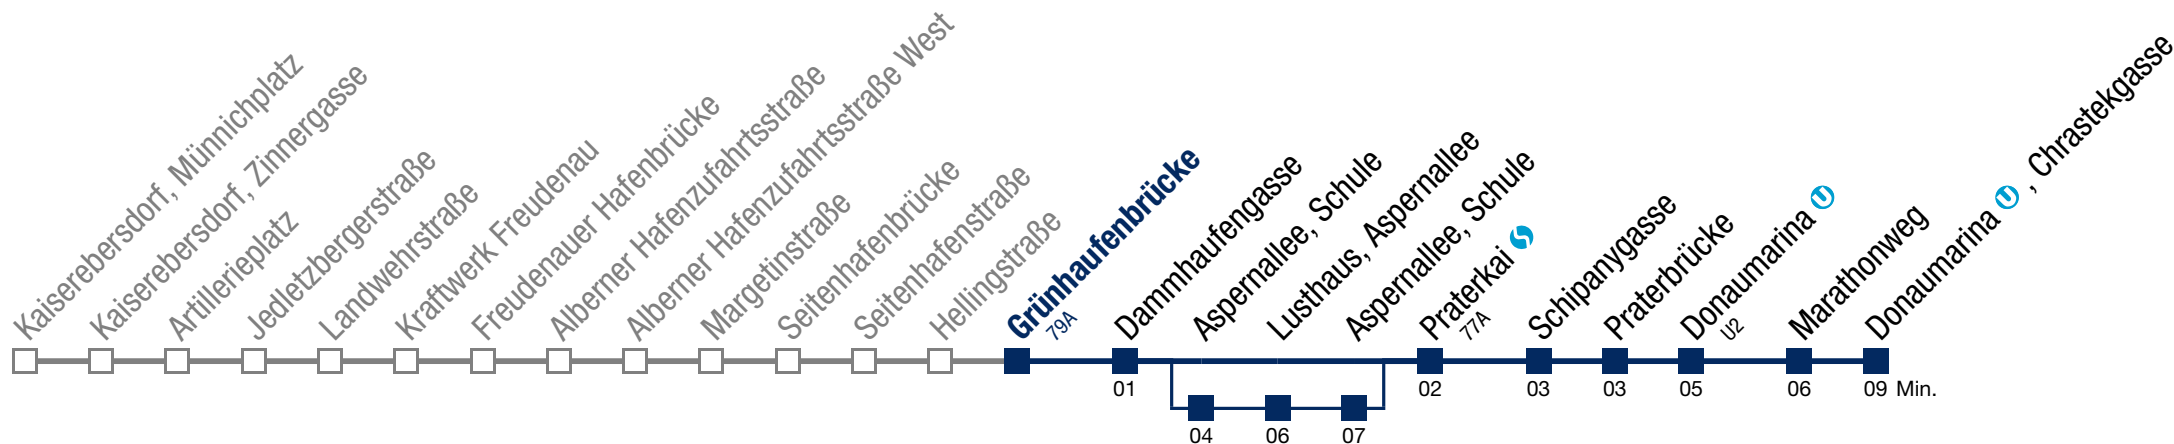 Kaiserebersdorf, Münnichplatz
Kaiserebersdorf, Zinnergasse
Artillerieplatz
Jedletzbergerstraße
Landwehrstraße
Kraftwerk Freudenau
Freudenauer Hafenbrücke
Alberner Hafenzufahrtsstraße
Alberner Hafenzufahrtsstraße West
Margetinstraße
Seitenhafenbrücke
Seitenhafenstraße
Hellingstraße
Grünhaufenbrücke
79A
Dammhaufengasse
Aspernallee, Schule
Lusthaus, Aspernallee
Aspernallee, Schule
Praterkai S
77A
Schipanygasse
Praterbrücke
Donaumarina U
U2
Marathonweg
Donaumarina U , Chrastekgasse
01
02
03
03
05
06
09 Min.
04
06
07